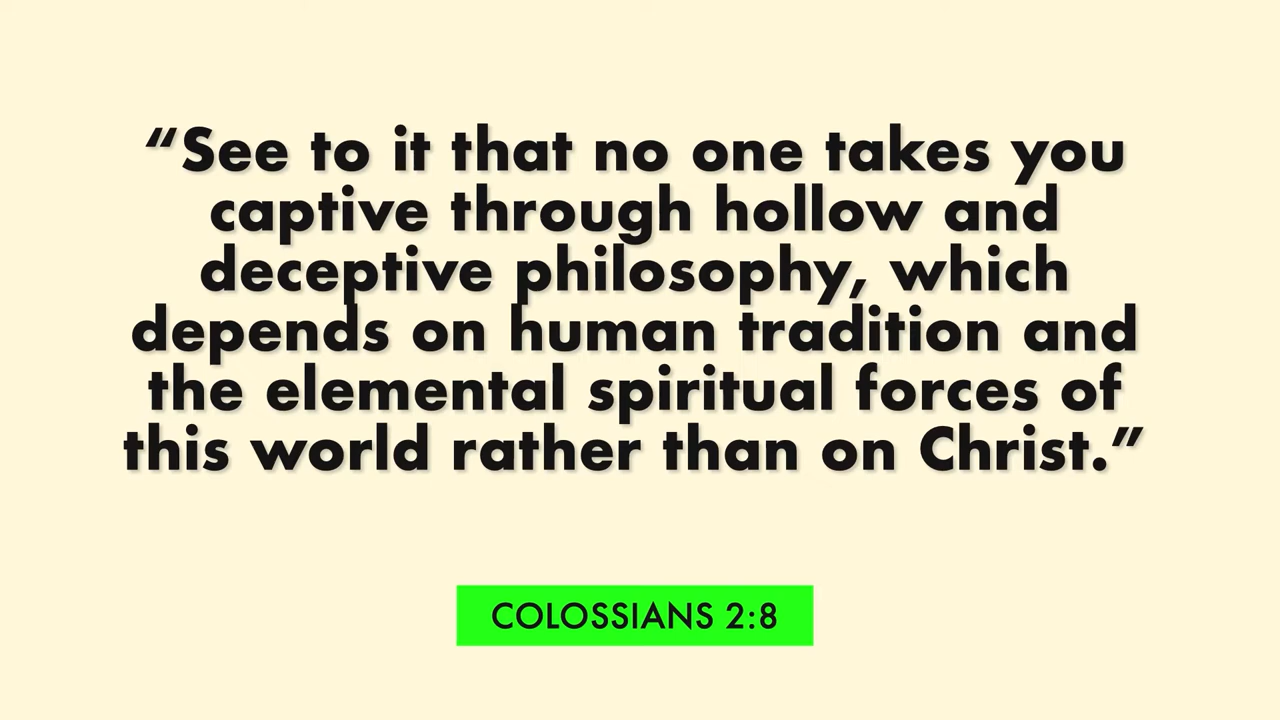 “See to it that no one takes you
captive through hollow and
deceptive philosophy, which
depends on human tradition and
the elemental spiritual forces of
this world rather than on Christ.”
COLOSSIANS 2:8